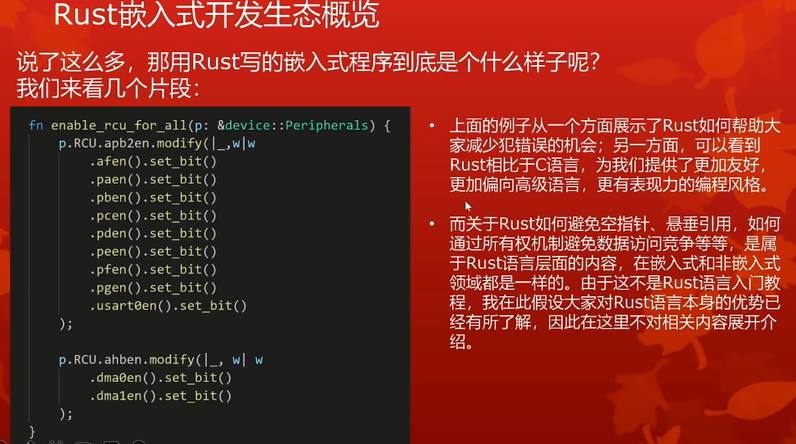 Rust嵌入式开发生态概览
说了这么多，那用Rust写的嵌入式程序到底是个什么样子呢？
我们来看几个片段：
fn enable_rcu_for_all(p: &device::Peripherals) {
    p.RCU.apb2en.modify(|_,w|w
        .afen().set_bit()
        .paen().set_bit()
        .pben().set_bit()
        .pcen().set_bit()
        .pden().set_bit()
        .peen().set_bit()
        .pfen().set_bit()
        .pgen().set_bit()
        .usart0en().set_bit()
    );
    p.RCU.ahben.modify(|_, w| w
        .dma0en().set_bit()
        .dma1en().set_bit()
    );
}
• 上面的例子从一个方面展示了Rust如何帮助大
家减少犯错误的机会；另一方面，可以看到
Rust相比于C语言，为我们提供了更加友好，
更加偏向高级语言，更有表现力的编程风格。
• 而关于Rust如何避免空指针、悬垂引用，如何
通过所有权机制避免数据访问竞争等等，是属
于Rust语言层面的内容，在嵌入式和非嵌入式
领域都是一样的。由于这不是Rust语言入门教
程，我在此假设大家对Rust语言本身的优势已
经有所了解，因此在这里不对相关内容展开介
绍。